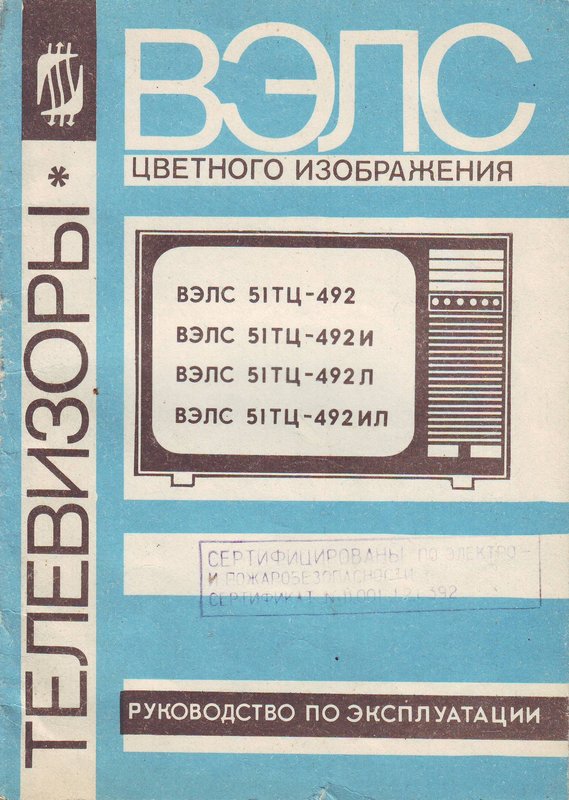 ТЕЛЕВИЗОРЫ *
ВЭЛС
ЦВЕТНОГО ИЗОБРАЖЕНИЯ
ВЭЛС 51ТЦ-492
ВЭЛС 51ТЦ-492И
ВЭЛС 51ТЦ-492Л
ВЭЛС 51ТЦ-492ИЛ
СЕРТИФИЦИРОВАНЫ ПО ЭЛЕКТРО-
И ПОЖАРОБЕЗОПАСНОСТИ
СЕРТИФИКАТ
РУКОВОДСТВО ПО ЭКСПЛУАТАЦИИ